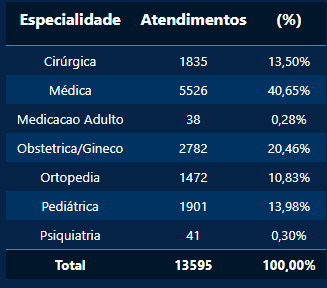 Especialidade Atendimentos (%)
Cirúrgica 1835 13,50%
Médica 5526 40,65%
Medicacao Adulto 38 0,28%
Obstetrica/Gineco 2782 20,46%
Ortopedia 1472 10,83%
Pediátrica 1901 13,98%
Psiquiatria 41 0,30%
Total 13595 100,00%